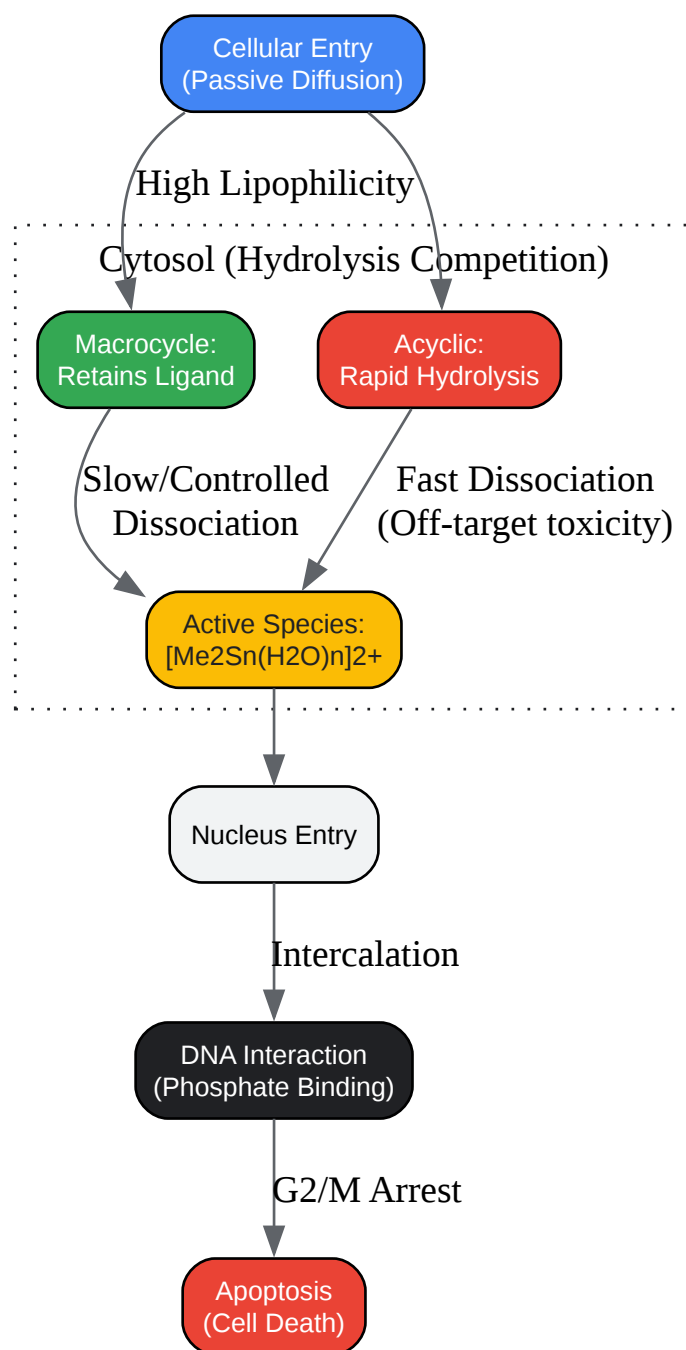 Cellular Entry
(Passive Diffusion)
High Lipophilicity
Cytosol (Hydrolysis Competition)
Macrocycle:
Retains Ligand
Acyclic:
Rapid Hydrolysis
Slow/Controlled
Dissociation
Fast Dissociation
(Off-target toxicity)
Active Species:
[Me2Sn(H2O)n]2+
Nucleus Entry
Intercalation
DNA Interaction
(Phosphate Binding)
G2/M Arrest
Apoptosis
(Cell Death)